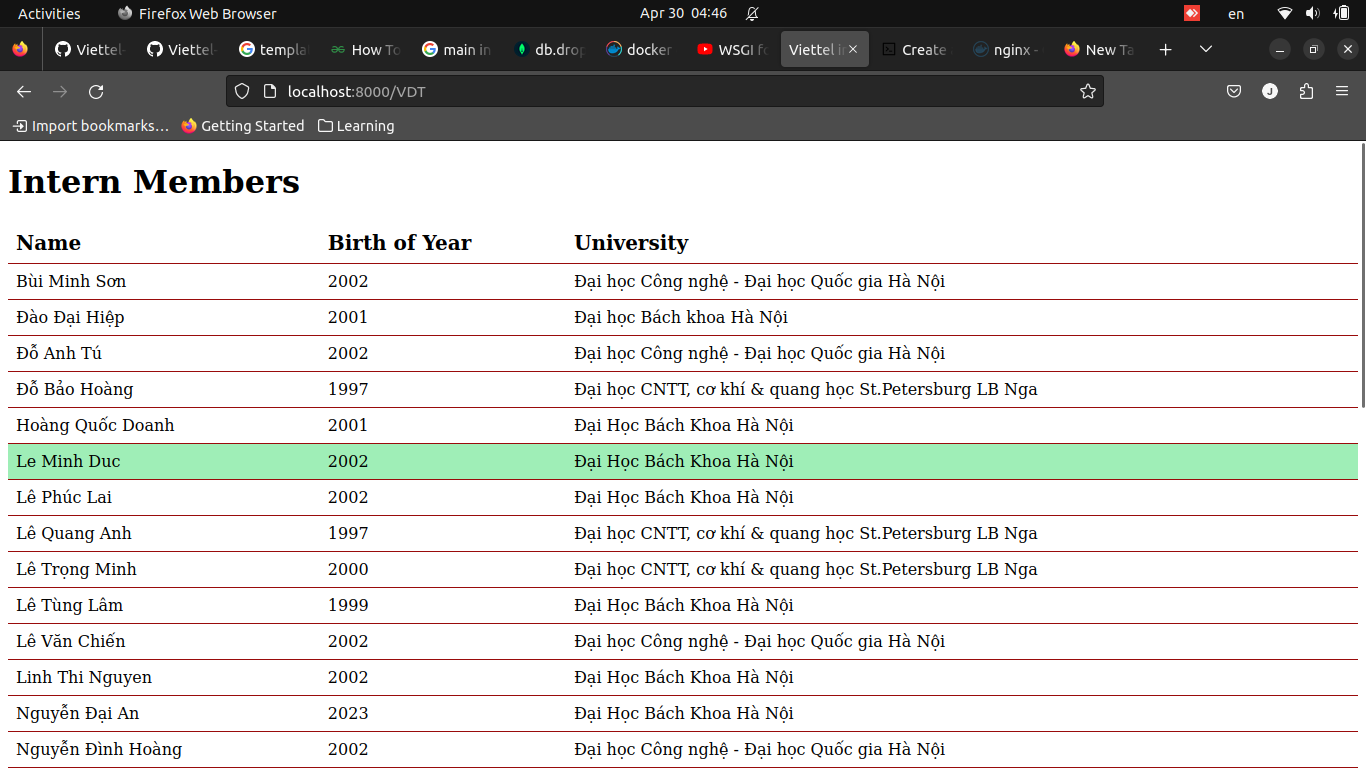 Activities Firefox Web Browser Apr 30 04:46 en
Viettel- Viettel- templa How To main in db.drop docker WSGI fo Viettel in Create nginx - New Ta
localhost:8000/VDT J
Import bookmarks... Getting Started Learning
Intern Members
Name Birth of Year University
Bùi Minh Sơn 2002 Đại học Công nghệ - Đại học Quốc gia Hà Nội
Đào Đại Hiệp 2001 Đại học Bách khoa Hà Nội
Đỗ Anh Tú 2002 Đại học Công nghệ - Đại học Quốc gia Hà Nội
Đỗ Bảo Hoàng 1997 Đại học CNTT, cơ khí & quang học St.Petersburg LB Nga
Hoàng Quốc Doanh 2001 Đại Học Bách Khoa Hà Nội
Le Minh Duc 2002 Đại Học Bách Khoa Hà Nội
Lê Phúc Lai 2002 Đại Học Bách Khoa Hà Nội
Lê Quang Anh 1997 Đại học CNTT, cơ khí & quang học St.Petersburg LB Nga
Lê Trọng Minh 2000 Đại học CNTT, cơ khí & quang học St.Petersburg LB Nga
Lê Tùng Lâm 1999 Đại Học Bách Khoa Hà Nội
Lê Văn Chiến 2002 Đại học Công nghệ - Đại học Quốc gia Hà Nội
Linh Thi Nguyen 2002 Đại Học Bách Khoa Hà Nội
Nguyễn Đại An 2023 Đại Học Bách Khoa Hà Nội
Nguyễn Đình Hoàng 2002 Đại học Công nghệ - Đại học Quốc gia Hà Nội